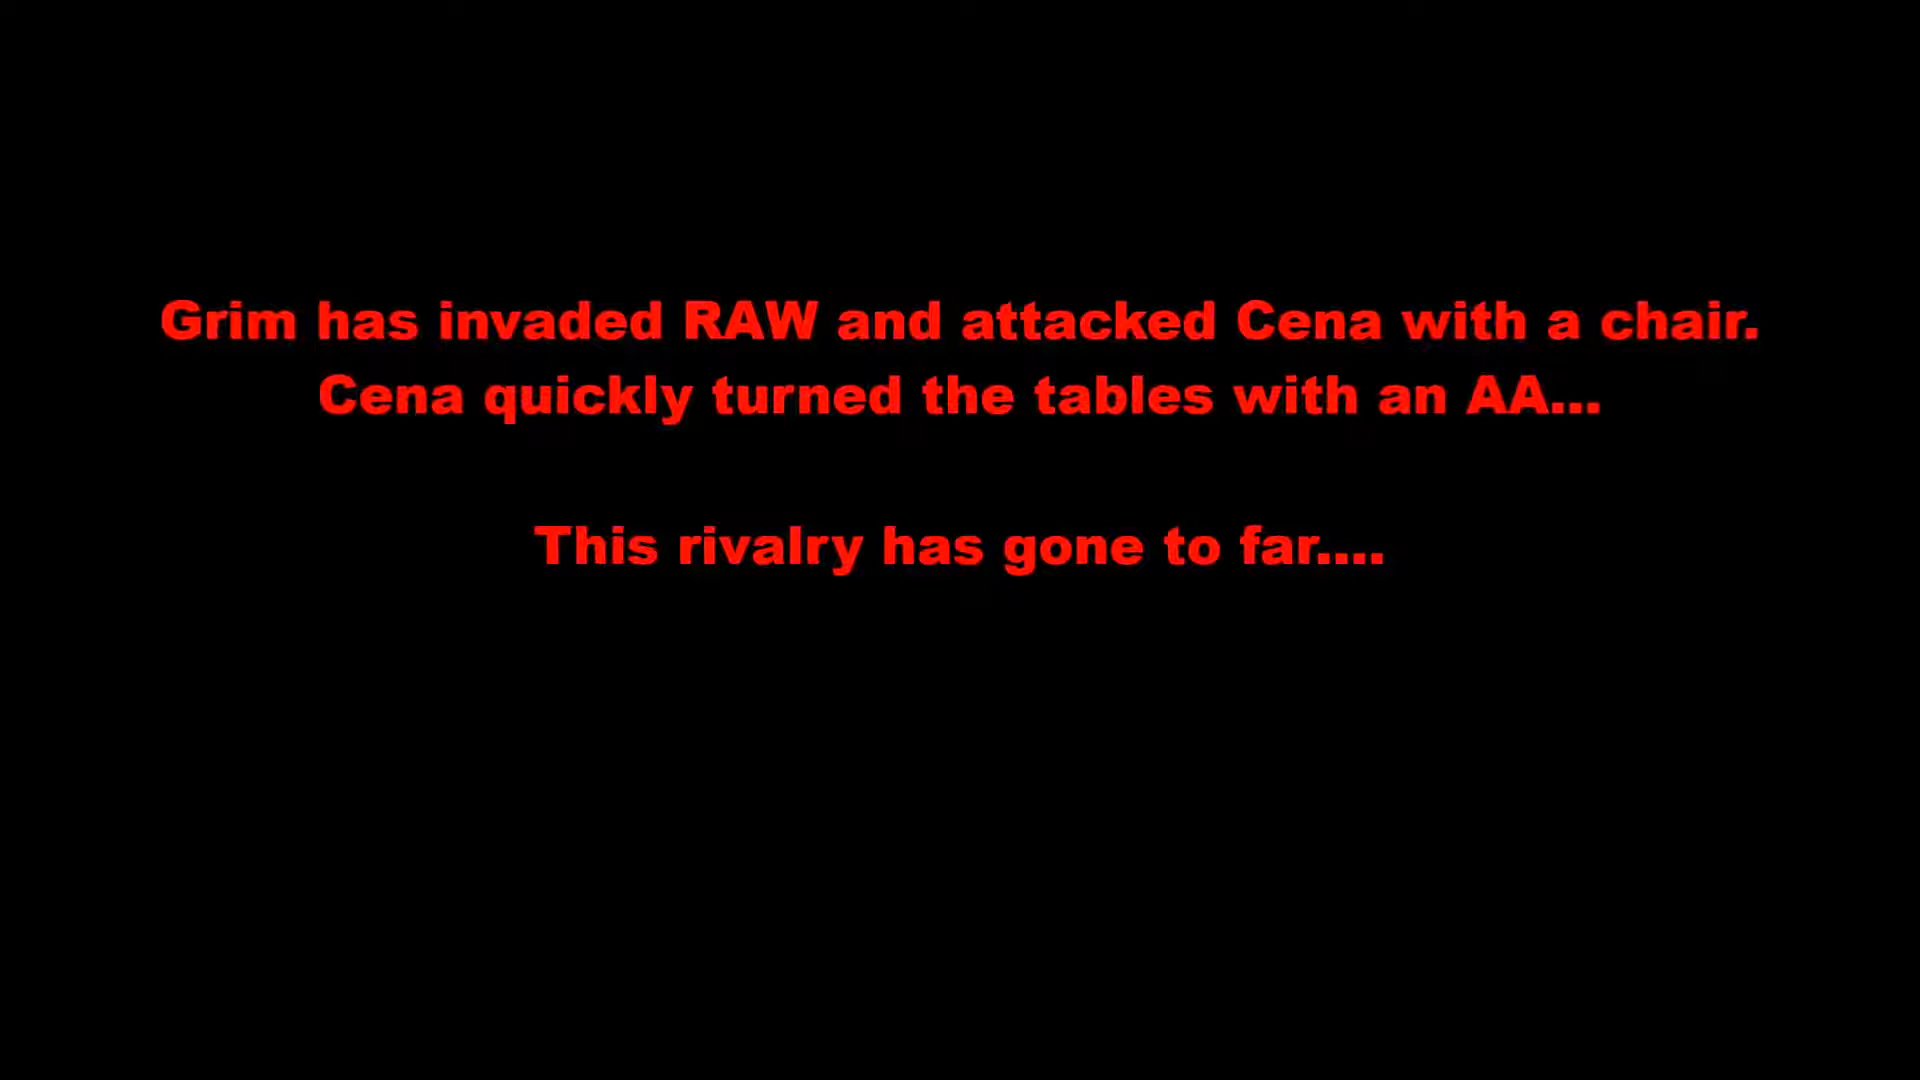 Grim has invaded RAW and attacked Cena with a chair.
Cena quickly turned the tables with an AA...
This rivalry has gone to far....